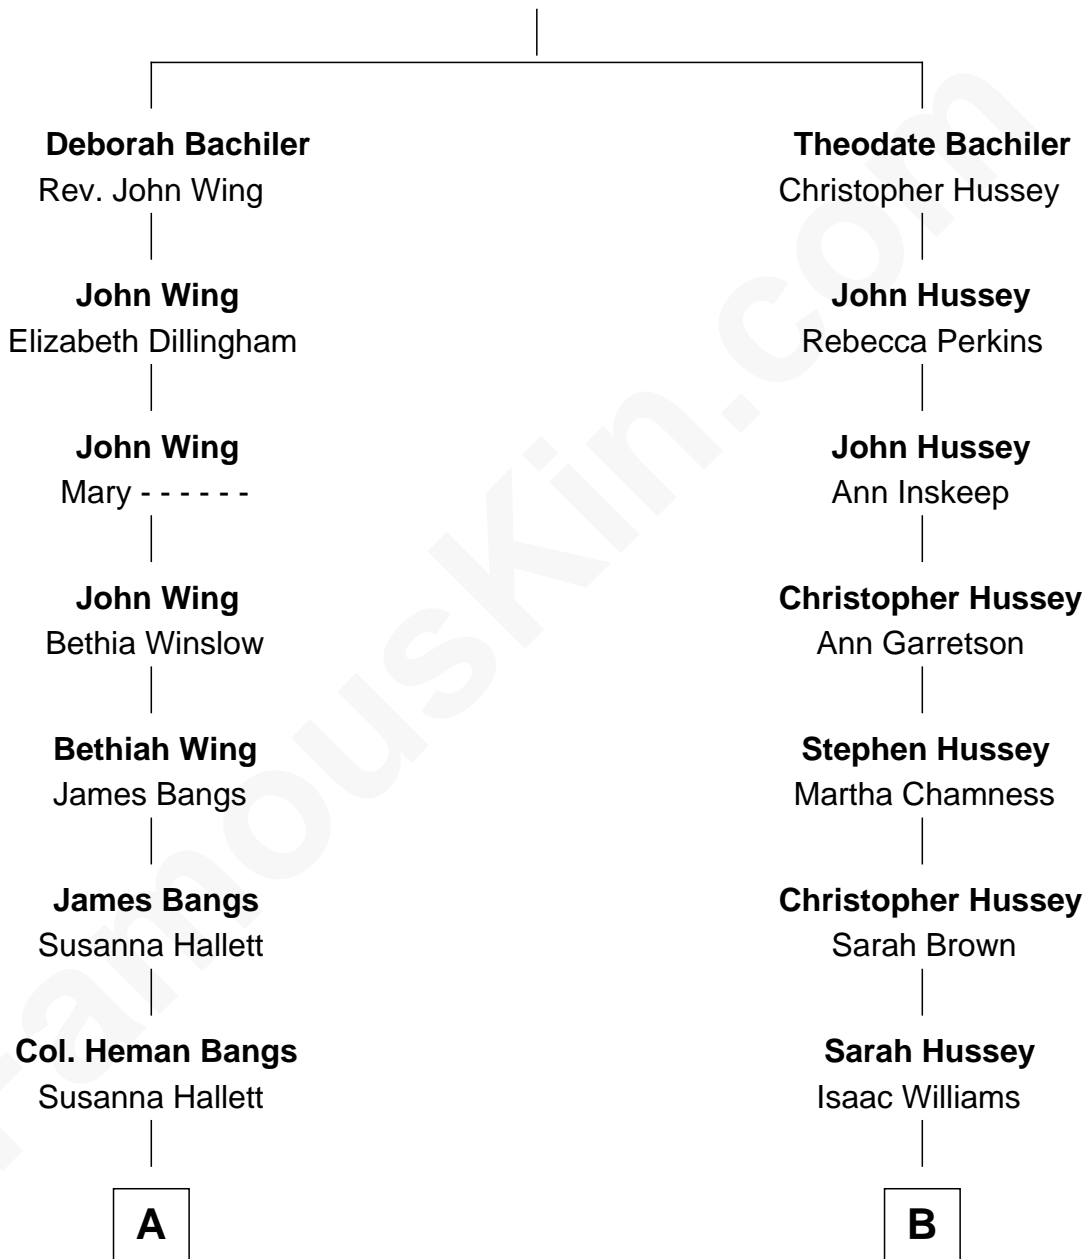 Deborah Bachiler
Rev. John Wing
Theodate Bachiler
Christopher Hussey
John Wing
Elizabeth Dillingham
John Hussey
Rebecca Perkins
John Wing
Mary - - - - - -
John Hussey
Ann Inskeep
John Wing
Bethia Winslow
Christopher Hussey
Ann Garretson
Bethiah Wing
James Bangs
Stephen Hussey
Martha Chamness
James Bangs
Susanna Hallett
Christopher Hussey
Sarah Brown
Col. Heman Bangs
Susanna Hallett
Sarah Hussey
Isaac Williams
A
B
FamousKin.com